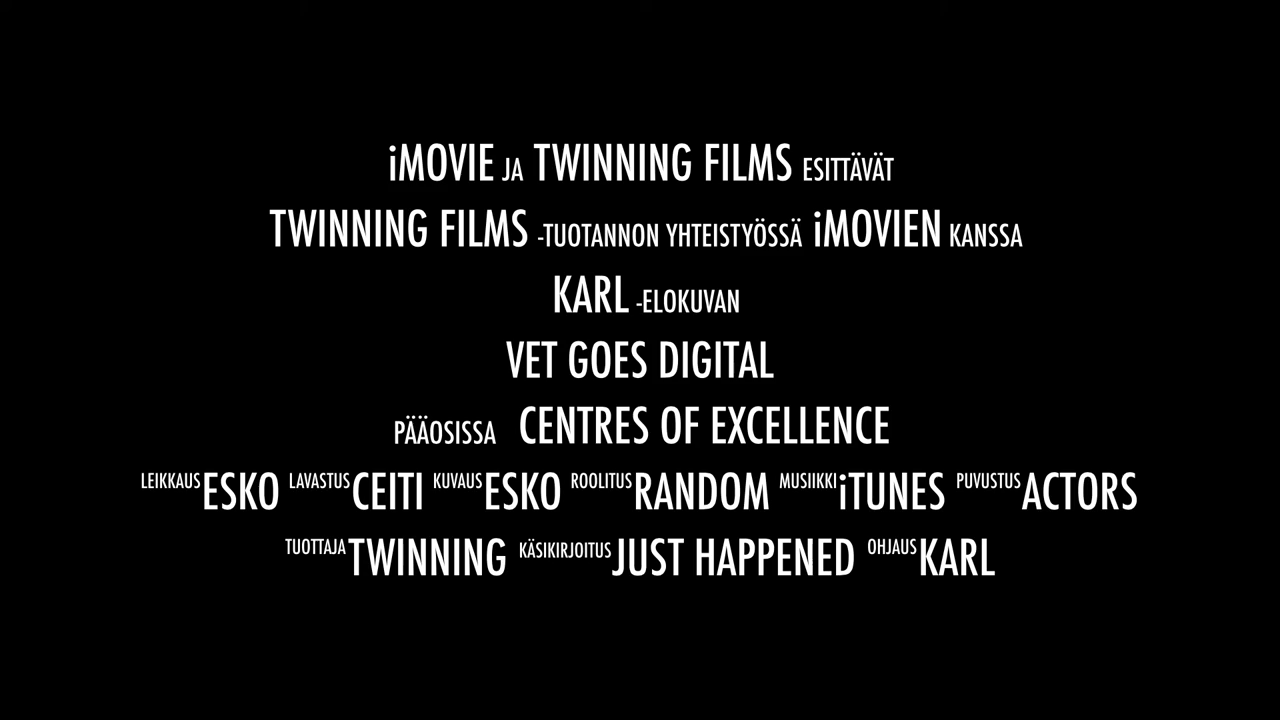 iMOVIE JA TWINNING FILMS ESITTÄVÄT
TWINNING FILMS -TUOTANNON YHTEISTYÖSSÄ iMOVIEN KANSSA
KARL -ELOKUVAN
VET GOES DIGITAL
PÄÄOSISSA CENTRES OF EXCELLENCE
LEIKKAUS ESKO LAVASTUS CEITI KUVAUS ESKO ROOLITUS RANDOM MUSIIKKI iTUNES PUVUSTUS ACTORS
TUOTTAJA TWINNING KÄSIKIRJOITUS JUST HAPPENED OHJAUS KARL